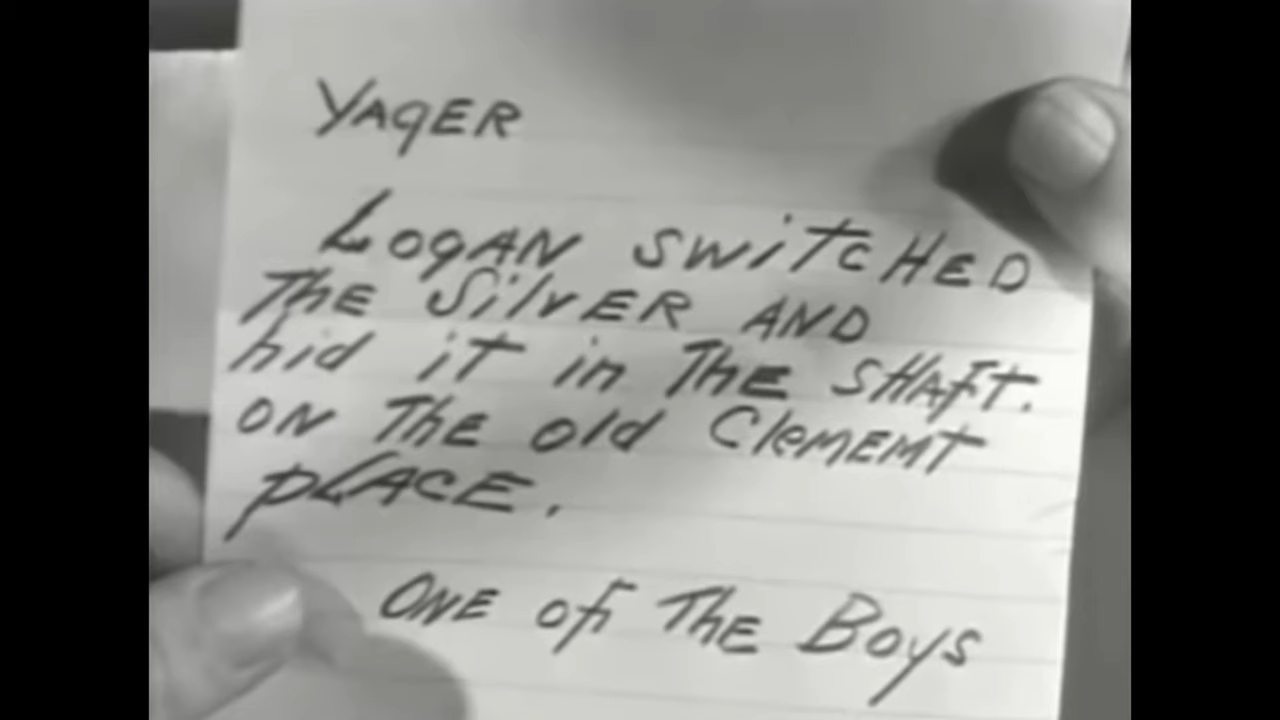 YAgER
LOgAN SWiTCHED
The SilVER AND
hid iT in The SHAfT.
ON The old CleMEMT
pLACE.
ONE of The Boys